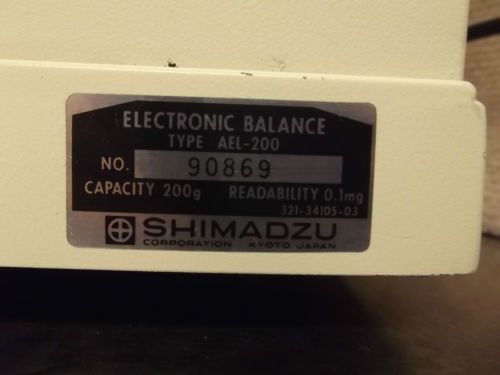 ELECTRONIC BALANCE
TYPE AEL-200
NO. 90869
CAPACITY 200g READABILITY 0.1mg
321-34105-03
SHIMADZU
CORPORATION KYOTO JAPAN